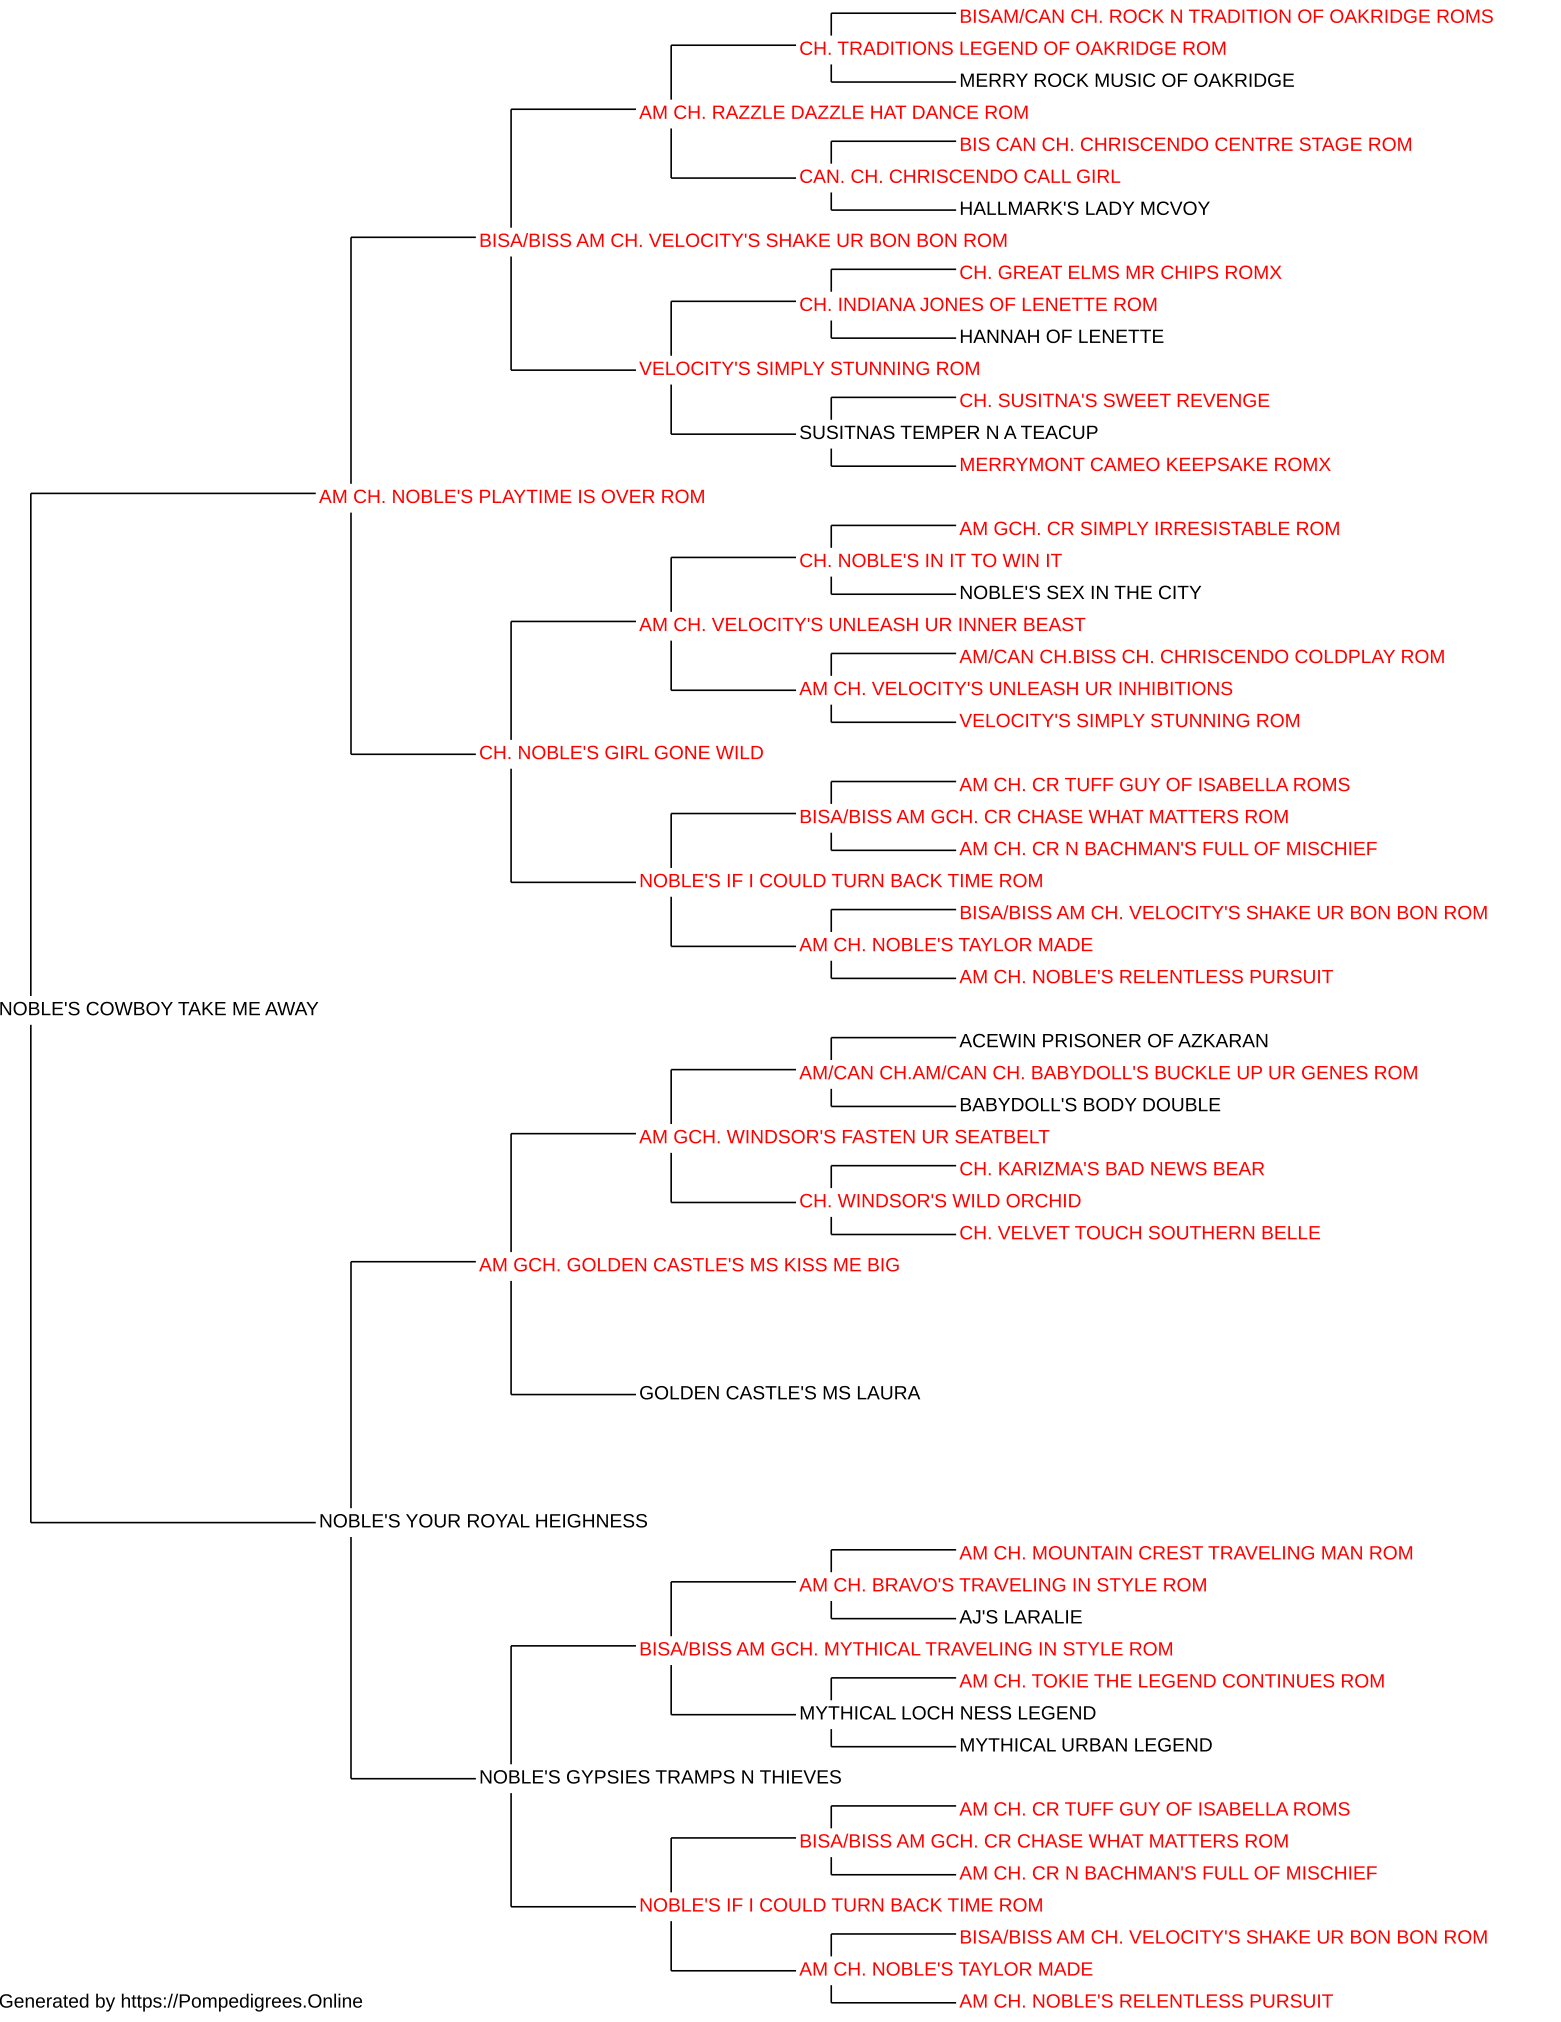 BISAM/CAN CH. ROCK N TRADITION OF OAKRIDGE ROMS
CH. TRADITIONS LEGEND OF OAKRIDGE ROM
MERRY ROCK MUSIC OF OAKRIDGE
AM CH. RAZZLE DAZZLE HAT DANCE ROM
BIS CAN CH. CHRISCENDO CENTRE STAGE ROM
CAN. CH. CHRISCENDO CALL GIRL
HALLMARK'S LADY MCVOY
BISA/BISS AM CH. VELOCITY'S SHAKE UR BON BON ROM
CH. GREAT ELMS MR CHIPS ROMX
CH. INDIANA JONES OF LENETTE ROM
HANNAH OF LENETTE
VELOCITY'S SIMPLY STUNNING ROM
CH. SUSITNA'S SWEET REVENGE
SUSITNAS TEMPER N A TEACUP
MERRYMONT CAMEO KEEPSAKE ROMX
AM CH. NOBLE'S PLAYTIME IS OVER ROM
AM GCH. CR SIMPLY IRRESISTABLE ROM
CH. NOBLE'S IN IT TO WIN IT
NOBLE'S SEX IN THE CITY
AM CH. VELOCITY'S UNLEASH UR INNER BEAST
AM/CAN CH.BISS CH. CHRISCENDO COLDPLAY ROM
AM CH. VELOCITY'S UNLEASH UR INHIBITIONS
VELOCITY'S SIMPLY STUNNING ROM
CH. NOBLE'S GIRL GONE WILD
AM CH. CR TUFF GUY OF ISABELLA ROMS
BISA/BISS AM GCH. CR CHASE WHAT MATTERS ROM
AM CH. CR N BACHMAN'S FULL OF MISCHIEF
NOBLE'S IF I COULD TURN BACK TIME ROM
BISA/BISS AM CH. VELOCITY'S SHAKE UR BON BON ROM
AM CH. NOBLE'S TAYLOR MADE
AM CH. NOBLE'S RELENTLESS PURSUIT
NOBLE'S COWBOY TAKE ME AWAY
ACEWIN PRISONER OF AZKARAN
AM/CAN CH.AM/CAN CH. BABYDOLL'S BUCKLE UP UR GENES ROM
BABYDOLL'S BODY DOUBLE
AM GCH. WINDSOR'S FASTEN UR SEATBELT
CH. KARIZMA'S BAD NEWS BEAR
CH. WINDSOR'S WILD ORCHID
CH. VELVET TOUCH SOUTHERN BELLE
AM GCH. GOLDEN CASTLE'S MS KISS ME BIG
GOLDEN CASTLE'S MS LAURA
NOBLE'S YOUR ROYAL HEIGHNESS
AM CH. MOUNTAIN CREST TRAVELING MAN ROM
AM CH. BRAVO'S TRAVELING IN STYLE ROM
AJ'S LARALIE
BISA/BISS AM GCH. MYTHICAL TRAVELING IN STYLE ROM
AM CH. TOKIE THE LEGEND CONTINUES ROM
MYTHICAL LOCH NESS LEGEND
MYTHICAL URBAN LEGEND
NOBLE'S GYPSIES TRAMPS N THIEVES
AM CH. CR TUFF GUY OF ISABELLA ROMS
BISA/BISS AM GCH. CR CHASE WHAT MATTERS ROM
AM CH. CR N BACHMAN'S FULL OF MISCHIEF
NOBLE'S IF I COULD TURN BACK TIME ROM
BISA/BISS AM CH. VELOCITY'S SHAKE UR BON BON ROM
AM CH. NOBLE'S TAYLOR MADE
AM CH. NOBLE'S RELENTLESS PURSUIT
Generated by https://Pompedigrees.Online